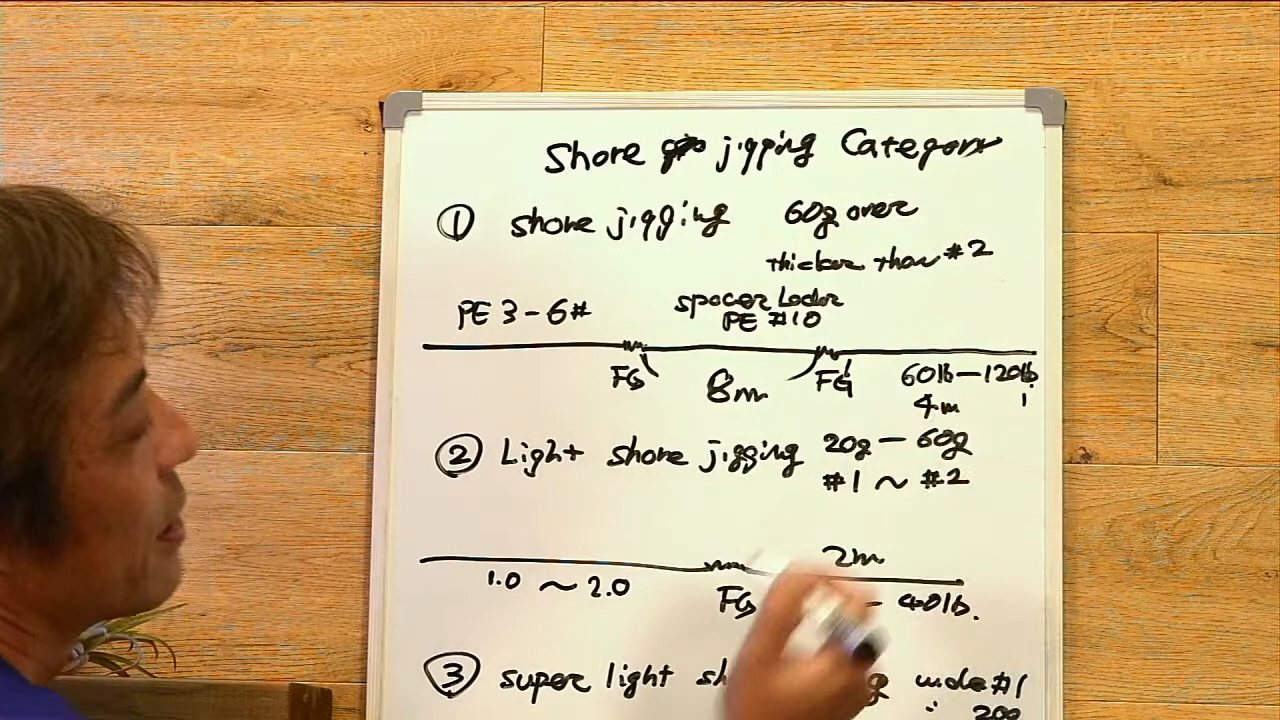 Shore jigging Category
① shore jigging 60g over
thicker than #2
PE 3-6# spacer Leder
PE #10
FG 8m FG 60lb-120lb
4m
② Light shore jigging 20g-60g
#1~#2
2m
1.0~2.0 FG - 40lb.
③ super light sh g #1
200